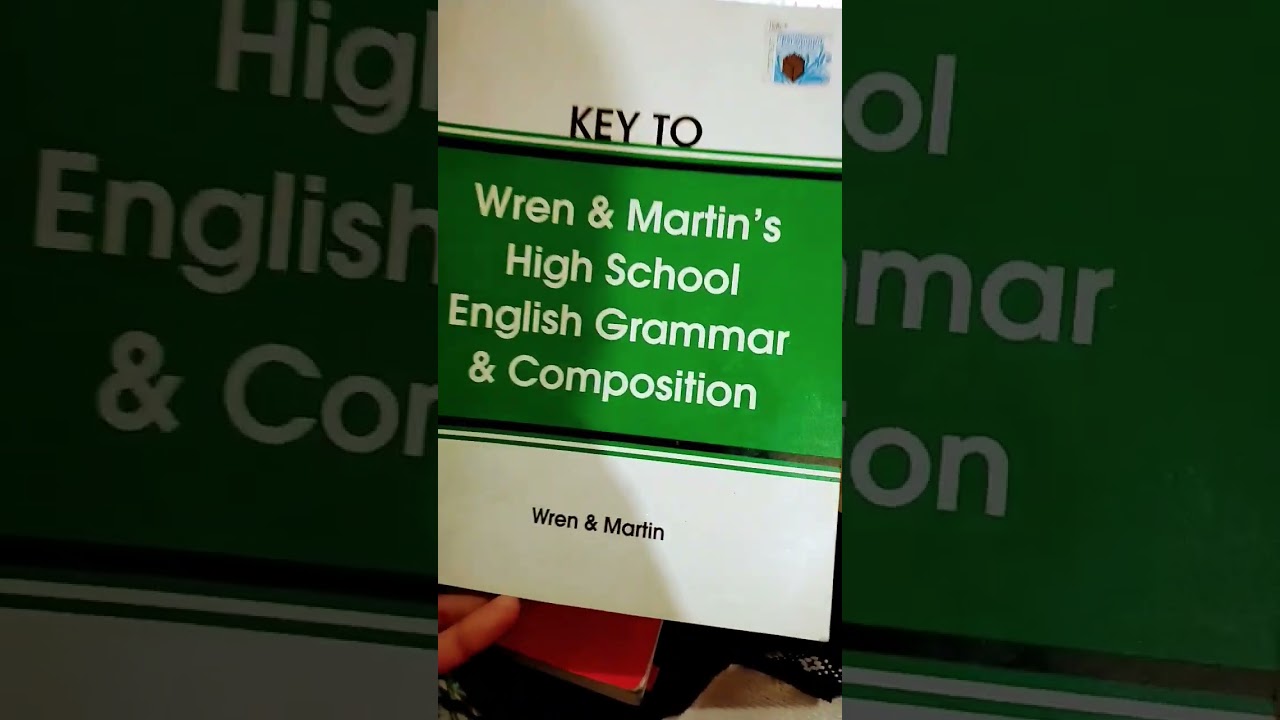 KEY TO
Wren & Martin's
High School
English Grammar
& Composition
Wren & Martin